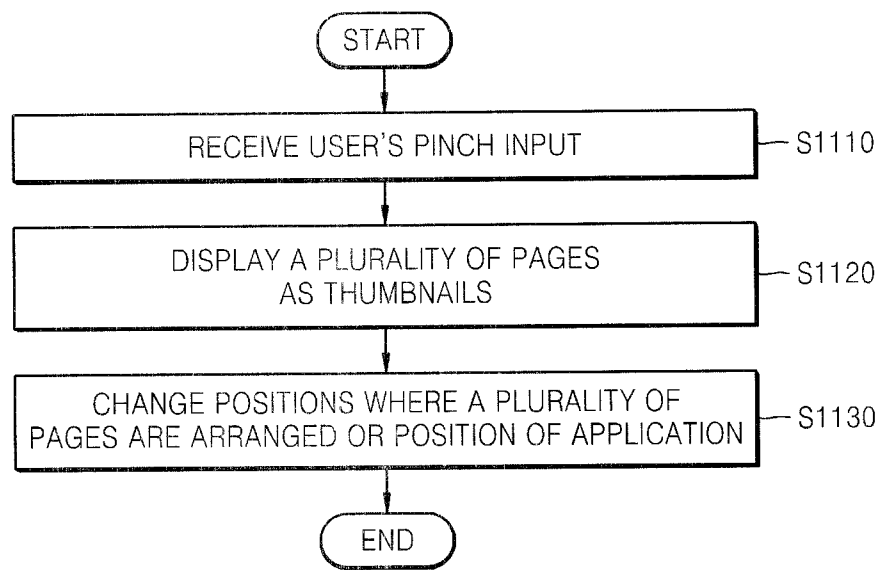 START
RECEIVE USER'S PINCH INPUT
S1110
DISPLAY A PLURALITY OF PAGES
AS THUMBNAILS
S1120
CHANGE POSITIONS WHERE A PLURALITY OF
PAGES ARE ARRANGED OR POSITION OF APPLICATION
S1130
END